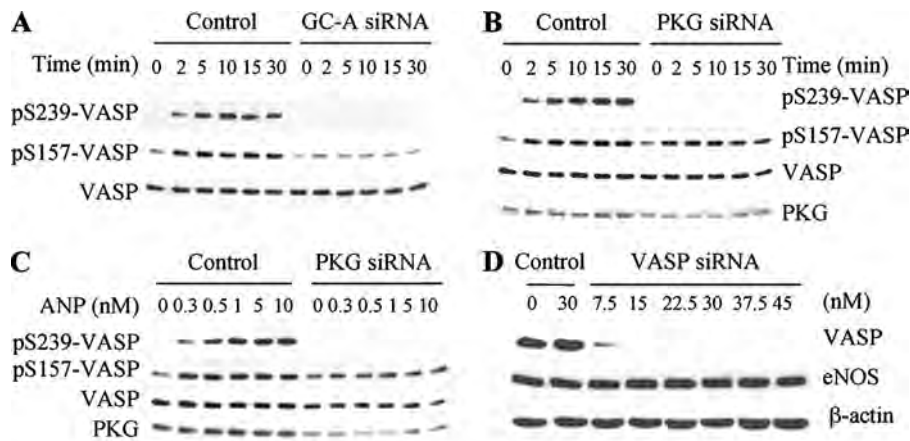 A
Control GC-A siRNA
Time (min) 0 2 5 10 15 30 0 2 5 10 15 30
pS239-VASP
pS157-VASP
VASP
B
Control PKG siRNA
0 2 5 10 15 30 0 2 5 10 15 30 Time (min)
pS239-VASP
pS157-VASP
VASP
PKG
C
Control PKG siRNA
ANP (nM) 0 0.3 0.5 1 5 10 0 0.3 0.5 1 5 10
pS239-VASP
pS157-VASP
VASP
PKG
D
Control VASP siRNA
0 30 7.5 15 22.5 30 37.5 45 (nM)
VASP
eNOS
β-actin